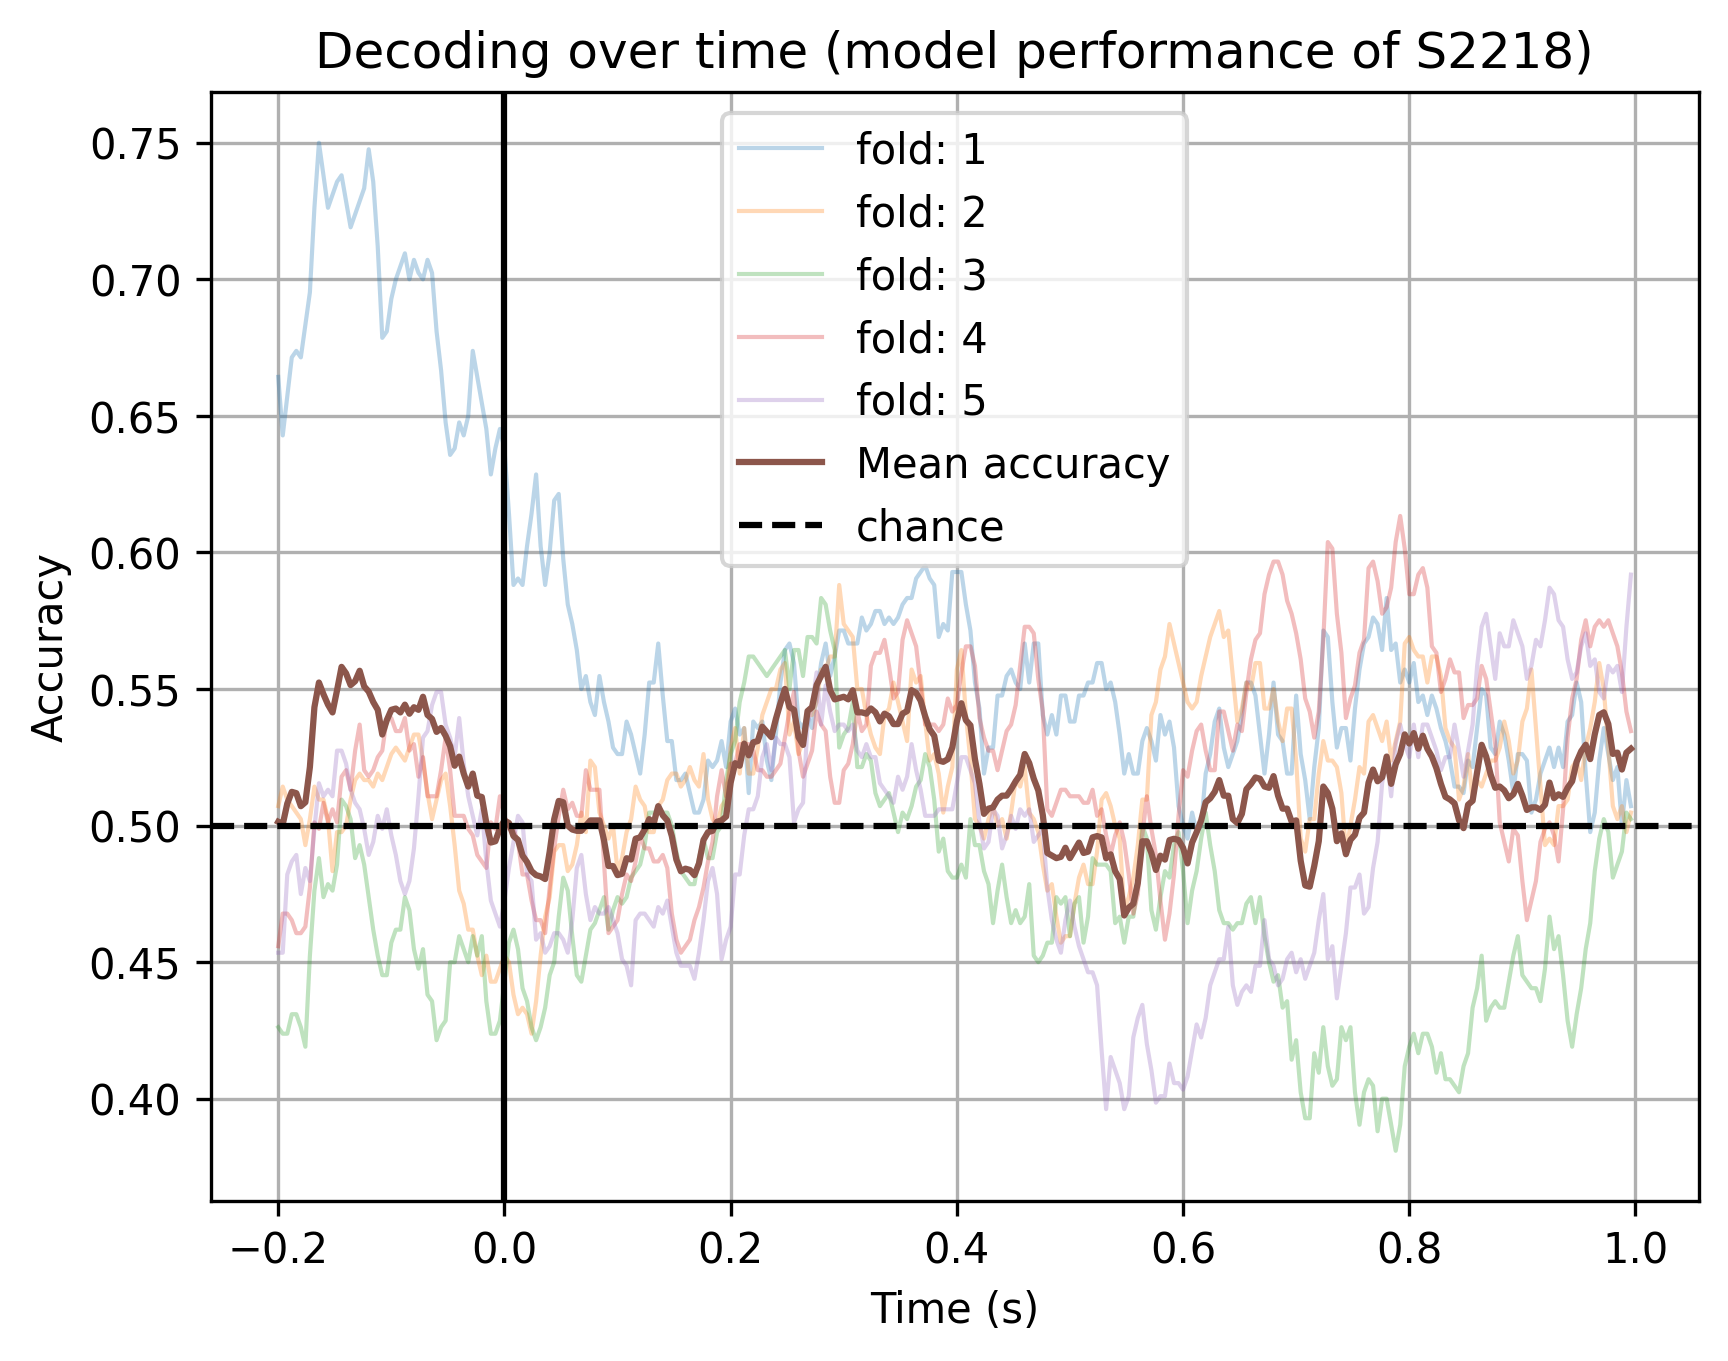 Decoding over time (model performance of S2218)
fold: 1
fold: 2
fold: 3
fold: 4
fold: 5
Mean accuracy
chance
Accuracy
0.75
0.70
0.65
0.60
0.55
0.50
0.45
0.40
−0.2 0.0 0.2 0.4 0.6 0.8 1.0
Time (s)